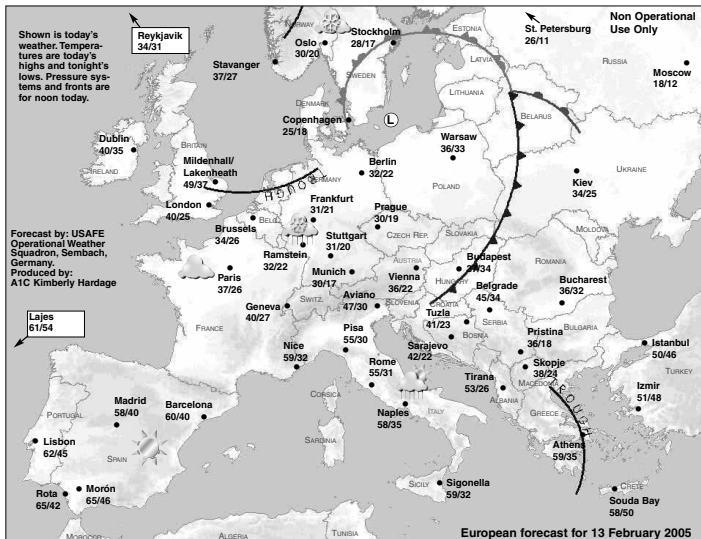 Shown is today's
weather. Tempera-
tures are today's
highs and tonight's
lows. Pressure sys-
tems and fronts are
for noon today.
Reykjavik
34/31
NORWAY
Oslo
30/20
Stockholm
28/17
ESTONIA
St. Petersburg
26/11
Non Operational
Use Only
Stavanger
37/27
SWEDEN
LATVIA
RUSSIA
Moscow
18/12
LITHUANIA
DENMARK
Copenhagen
25/18
L
BELARUS
Dublin
40/35
IRELAND
BRITAIN
Mildenhall/
Lakenheath
49/37
TROUGH
London
40/25
Berlin
32/22
GERMANY
Warsaw
36/33
POLAND
UKRAINE
Kiev
34/25
Frankfurt
31/21
Prague
30/19
Brussels
34/26
BELG.
CZECH REP.
Ramstein
32/22
Stuttgart
31/20
SLOVAKIA
MOLDOVA
Forecast by: USAFE
Operational Weather
Squadron, Sembach,
Germany.
Produced by:
A1C Kimberly Hardage
Paris
37/26
Munich
30/17
AUSTRIA
Vienna
36/22
Budapest
37/34
HUNGARY
ROMANIA
Lajes
61/54
Geneva
40/27
SWITZ.
Aviano
47/30
SLOVENIA
CROATIA
Belgrade
45/34
Bucharest
36/32
FRANCE
Tuzla
41/23
BOSNIA
SERBIA
Nice
59/32
Pisa
55/30
Sarajevo
42/22
Pristina
36/18
BULGARIA
Istanbul
50/46
Skopje
38/24
TURKEY
Rome
55/31
Tirana
53/26
MACEDONIA
ALBANIA
TROUGH
Izmir
51/48
Madrid
58/40
Barcelona
60/40
CORSICA
PORTUGAL
Naples
58/35
ITALY
GREECE
Lisbon
62/45
SPAIN
SARDINIA
Athens
59/35
Rota
65/42
Morón
65/46
SICILY
Sigonella
59/32
CRETE
Souda Bay
58/50
MOROCCO
ALGERIA
TUNISIA
European forecast for 13 February 2005